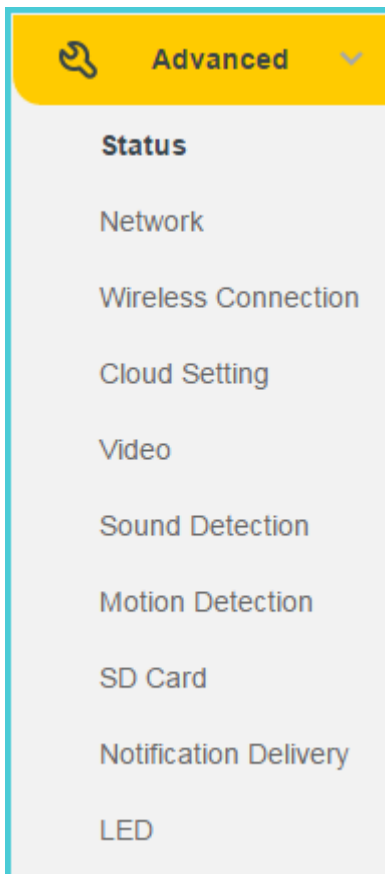 Advanced
Status
Network
Wireless Connection
Cloud Setting
Video
Sound Detection
Motion Detection
SD Card
Notification Delivery
LED